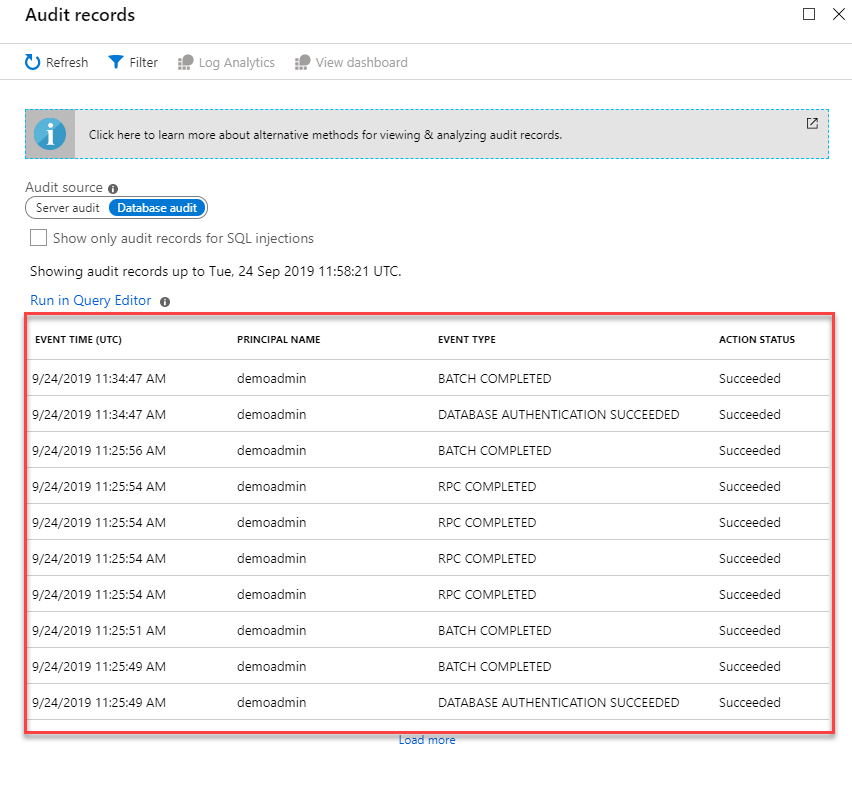 Audit records
Refresh Filter Log Analytics View dashboard
Click here to learn more about alternative methods for viewing & analyzing audit records.
Audit source
Server audit Database audit
Show only audit records for SQL injections
Showing audit records up to Tue, 24 Sep 2019 11:58:21 UTC.
Run in Query Editor
EVENT TIME (UTC) PRINCIPAL NAME EVENT TYPE ACTION STATUS
9/24/2019 11:34:47 AM demoadmin BATCH COMPLETED Succeeded
9/24/2019 11:34:47 AM demoadmin DATABASE AUTHENTICATION SUCCEEDED Succeeded
9/24/2019 11:25:56 AM demoadmin BATCH COMPLETED Succeeded
9/24/2019 11:25:54 AM demoadmin RPC COMPLETED Succeeded
9/24/2019 11:25:54 AM demoadmin RPC COMPLETED Succeeded
9/24/2019 11:25:54 AM demoadmin RPC COMPLETED Succeeded
9/24/2019 11:25:54 AM demoadmin RPC COMPLETED Succeeded
9/24/2019 11:25:51 AM demoadmin BATCH COMPLETED Succeeded
9/24/2019 11:25:49 AM demoadmin BATCH COMPLETED Succeeded
9/24/2019 11:25:49 AM demoadmin DATABASE AUTHENTICATION SUCCEEDED Succeeded
Load more